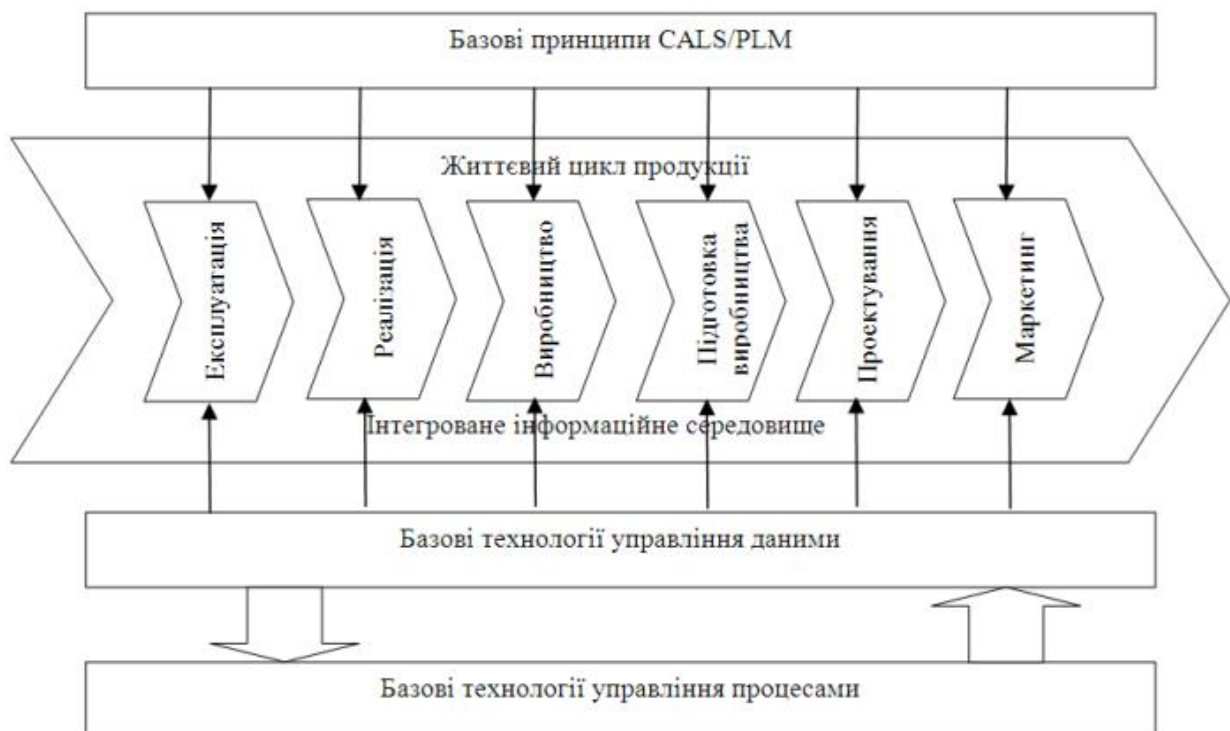 Базові принципи CALS/PLM
Життєвий цикл продукції
Експлуатація
Реалізація
Виробництво
Підготовка
виробництва
Проектування
Маркетинг
Інтегроване інформаційне середовище
Базові технології управління даними
Базові технології управління процесами